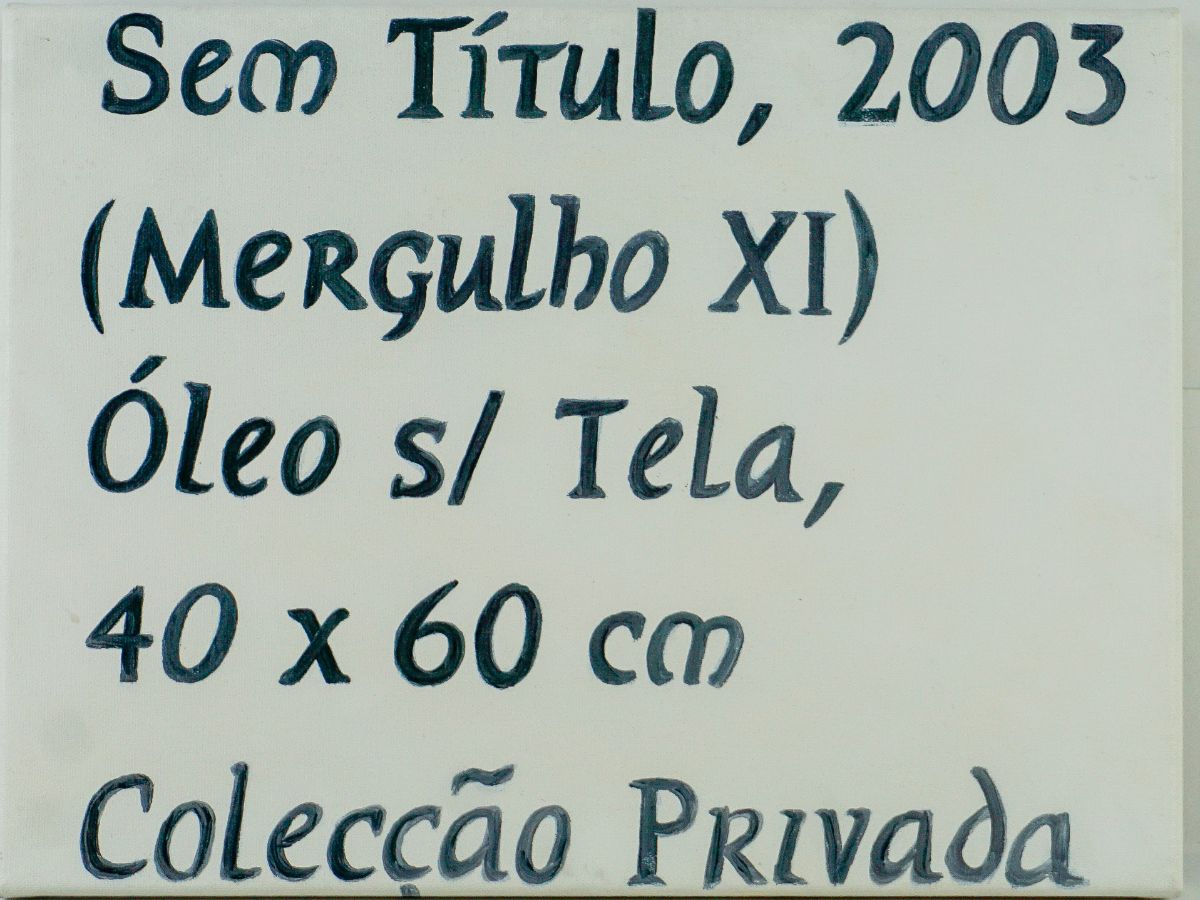 Sem Título, 2003
(Mergulho XI)
Óleo s/ Tela,
40 x 60 cm
Colecção Privada